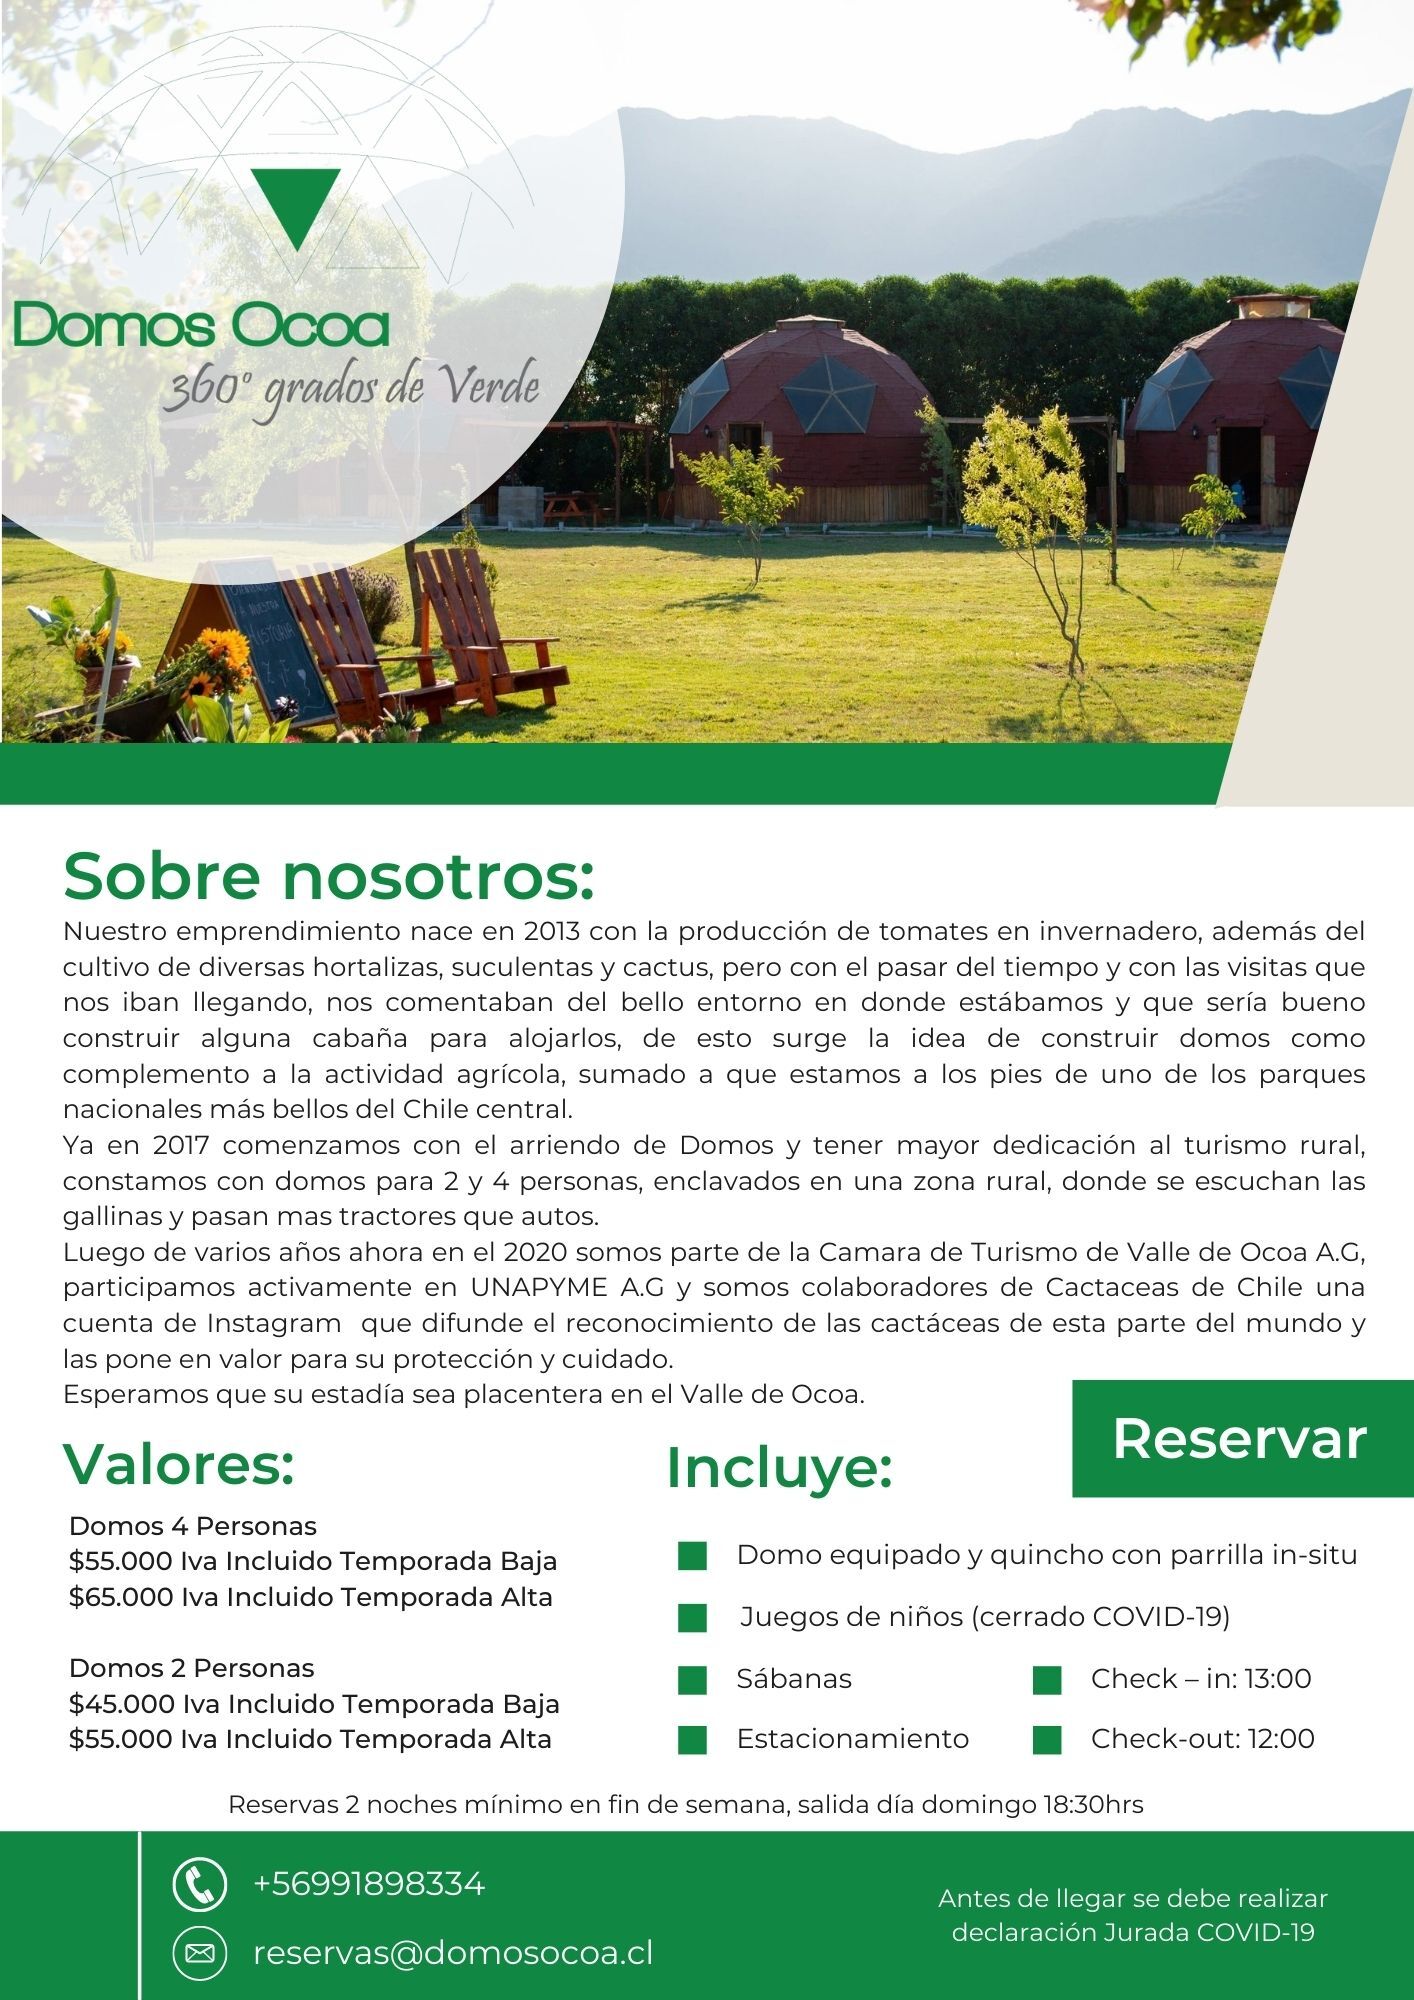 Domos Ocoa
360° grados de Verde
Sobre nosotros:
Nuestro emprendimiento nace en 2013 con la producción de tomates en invernadero, además del
cultivo de diversas hortalizas, suculentas y cactus, pero con el pasar del tiempo y con las visitas que
nos iban llegando, nos comentaban del bello entorno en donde estábamos y que sería bueno
construir alguna cabaña para alojarlos, de esto surge la idea de construir domos como
complemento a la actividad agrícola, sumado a que estamos a los pies de uno de los parques
nacionales más bellos del Chile central.
Ya en 2017 comenzamos con el arriendo de Domos y tener mayor dedicación al turismo rural,
constamos con domos para 2 y 4 personas, enclavados en una zona rural, donde se escuchan las
gallinas y pasan mas tractores que autos.
Luego de varios años ahora en el 2020 somos parte de la Camara de Turismo de Valle de Ocoa A.G,
participamos activamente en UNAPYME A.G y somos colaboradores de Cactaceas de Chile una
cuenta de Instagram que difunde el reconocimiento de las cactáceas de esta parte del mundo y
las pone en valor para su protección y cuidado.
Esperamos que su estadía sea placentera en el Valle de Ocoa.
Reservar
Valores:
Domos 4 Personas
$55.000 Iva Incluido Temporada Baja
$65.000 Iva Incluido Temporada Alta
Domos 2 Personas
$45.000 Iva Incluido Temporada Baja
$55.000 Iva Incluido Temporada Alta
Incluye:
Domo equipado y quincho con parrilla in-situ
Juegos de niños (cerrado COVID-19)
Sábanas
Check – in: 13:00
Estacionamiento
Check-out: 12:00
Reservas 2 noches mínimo en fin de semana, salida día domingo 18:30hrs
+56991898334
reservas@domosocoa.cl
Antes de llegar se debe realizar
declaración Jurada COVID-19